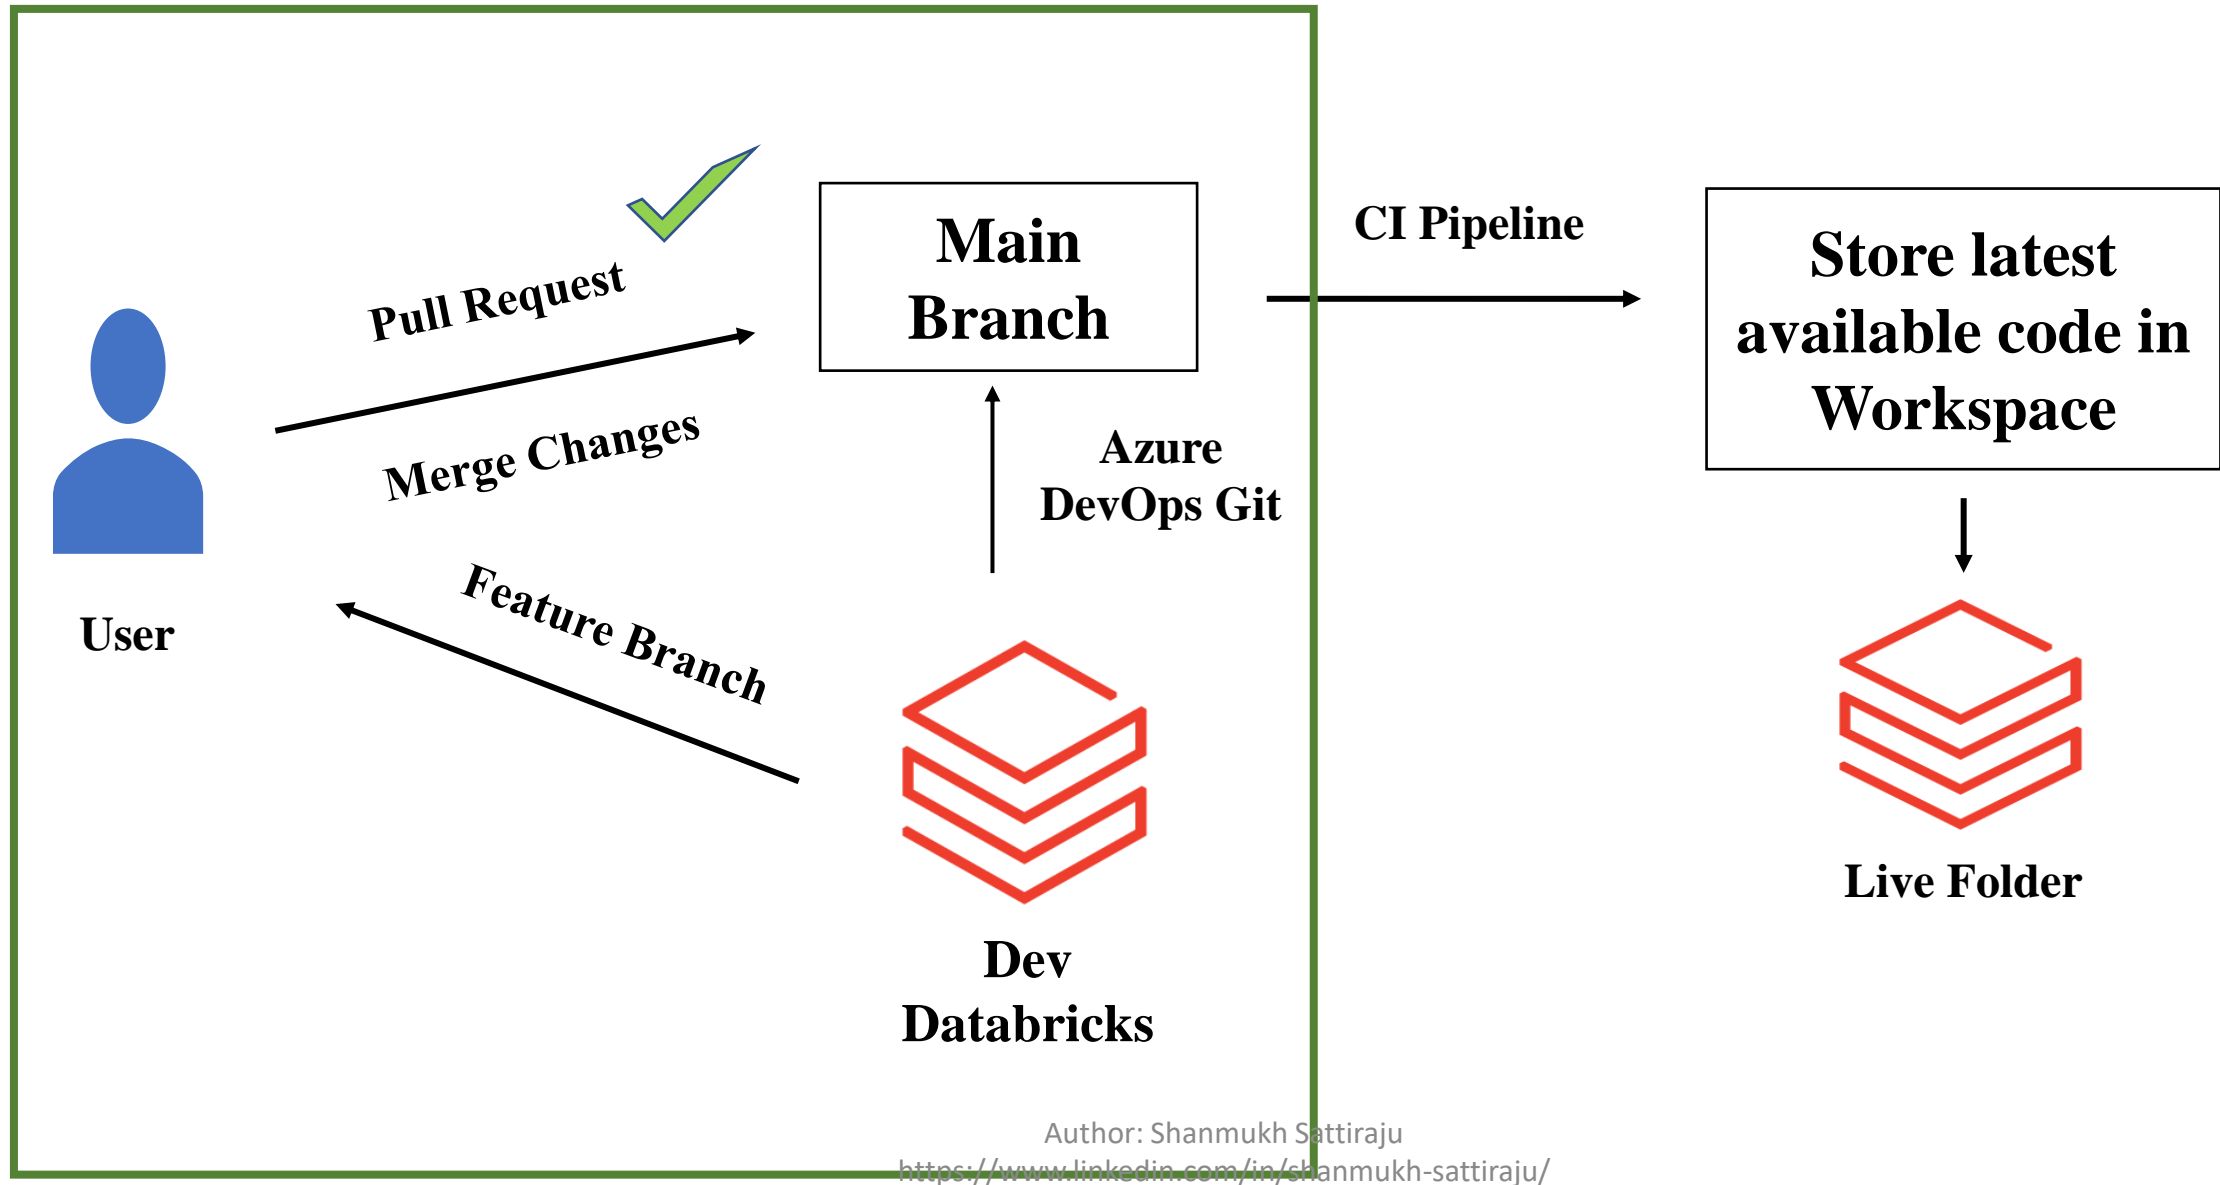 Pull Request
Merge Changes
Feature Branch
User
Main
Branch
Azure
DevOps Git
Dev
Databricks
CI Pipeline
Store latest
available code in
Workspace
Live Folder
Author: Shanmukh Sattiraju
https://www.linkedin.com/in/shanmukh-sattiraju/